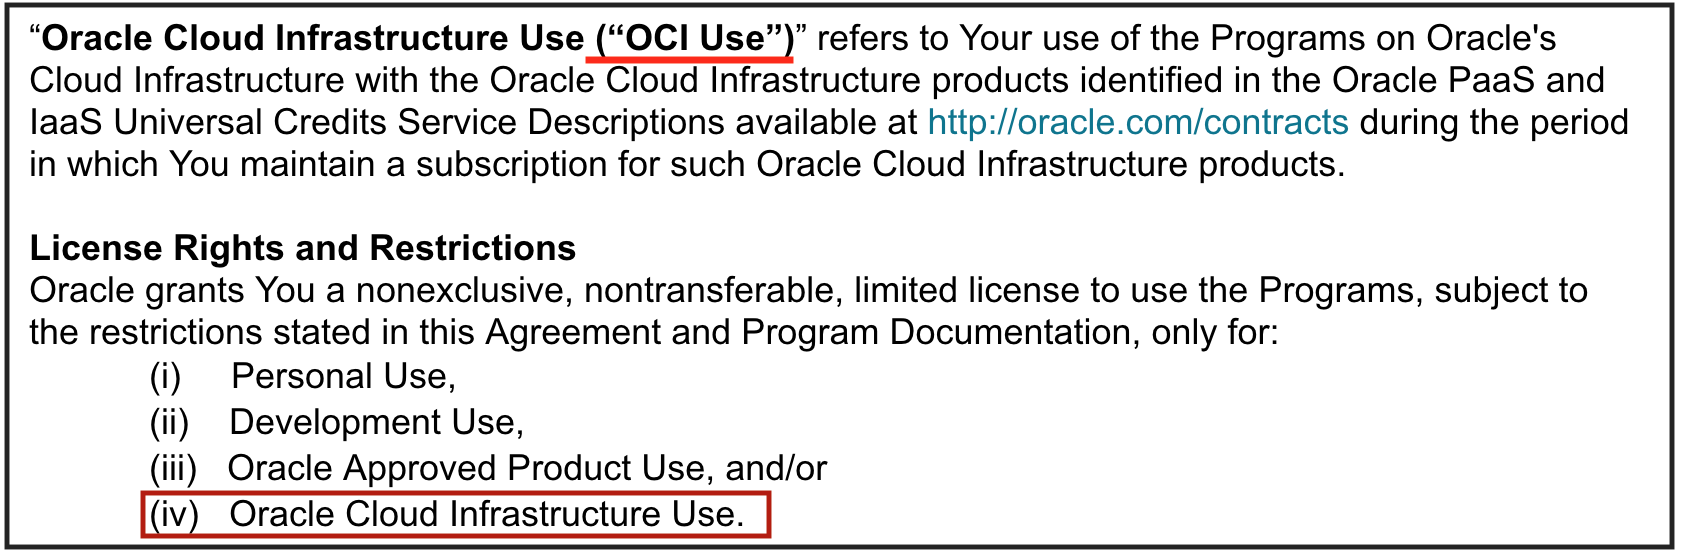 “Oracle Cloud Infrastructure Use (“OCI Use”)” refers to Your use of the Programs on Oracle's
Cloud Infrastructure with the Oracle Cloud Infrastructure products identified in the Oracle PaaS and
IaaS Universal Credits Service Descriptions available at http://oracle.com/contracts during the period
in which You maintain a subscription for such Oracle Cloud Infrastructure products.
License Rights and Restrictions
Oracle grants You a nonexclusive, nontransferable, limited license to use the Programs, subject to
the restrictions stated in this Agreement and Program Documentation, only for:
(i) Personal Use,
(ii) Development Use,
(iii) Oracle Approved Product Use, and/or
(iv) Oracle Cloud Infrastructure Use.